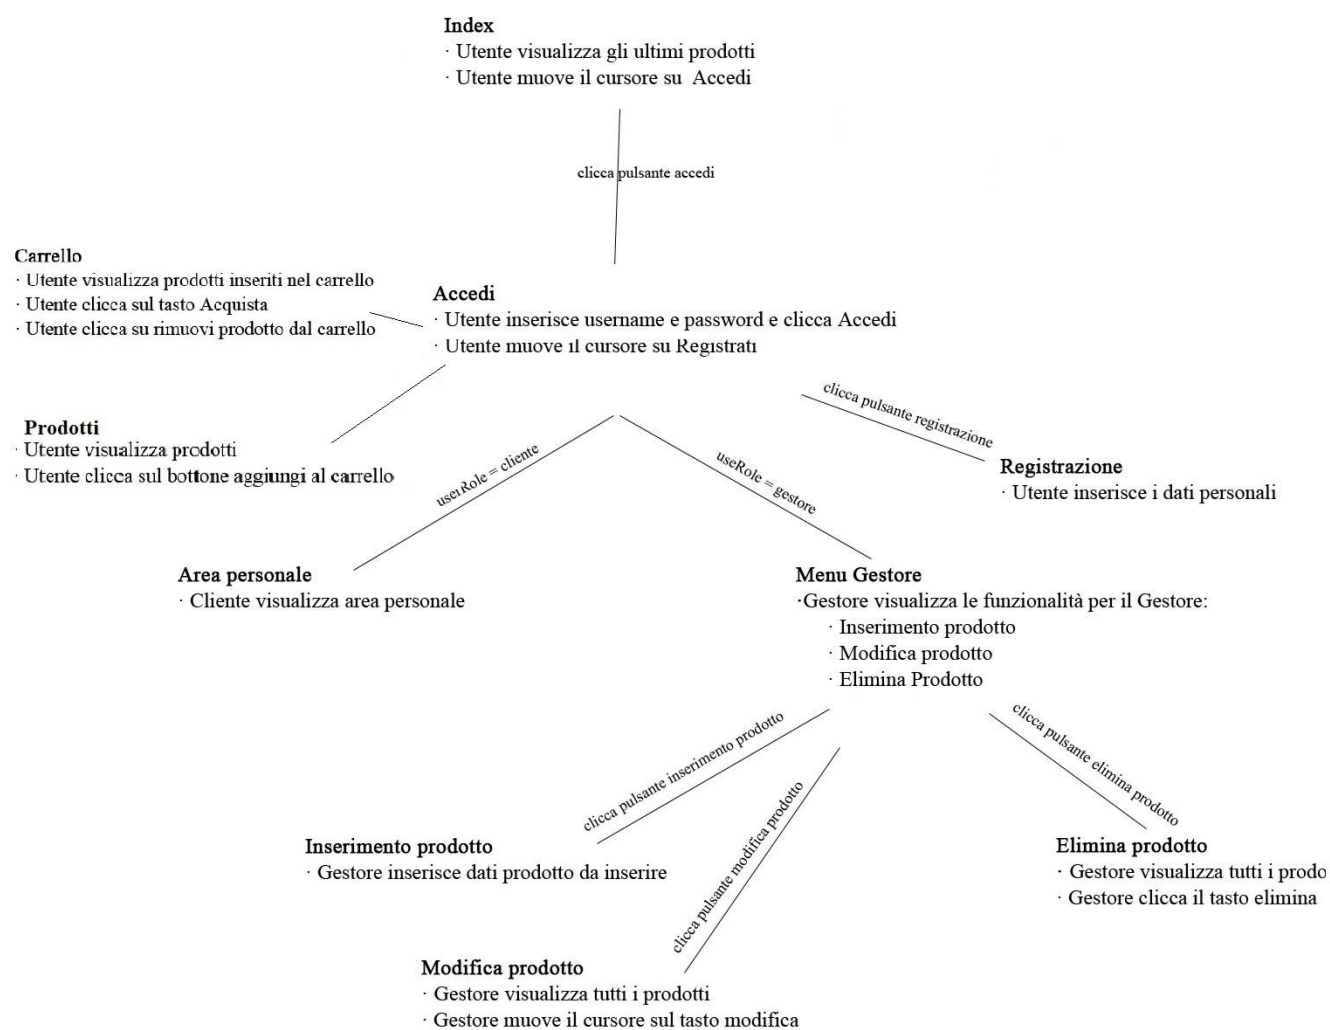 Index
· Utente visualizza gli ultimi prodotti
· Utente muove il cursore su Accedi
clicca pulsante accedi
Carrello
· Utente visualizza prodotti inseriti nel carrello
· Utente clicca sul tasto Acquista
· Utente clicca su rimuovi prodotto dal carrello
Accedi
· Utente inserisce username e password e clicca Accedi
· Utente muove il cursore su Registrati
clicca pulsante registrazione
Prodotti
· Utente visualizza prodotti
· Utente clicca sul bottone aggiungi al carrello
userRole = cliente
useRole = gestore
Registrazione
· Utente inserisce i dati personali
Area personale
· Cliente visualizza area personale
Menu Gestore
·Gestore visualizza le funzionalità per il Gestore:
· Inserimento prodotto
· Modifica prodotto
· Elimina Prodotto
clicca pulsante inserimento prodotto
clicca pulsante modifica prodotto
clicca pulsante elimina prodotto
Inserimento prodotto
· Gestore inserisce dati prodotto da inserire
Elimina prodotto
· Gestore visualizza tutti i prodo
· Gestore clicca il tasto elimina
Modifica prodotto
· Gestore visualizza tutti i prodotti
· Gestore muove il cursore sul tasto modifica